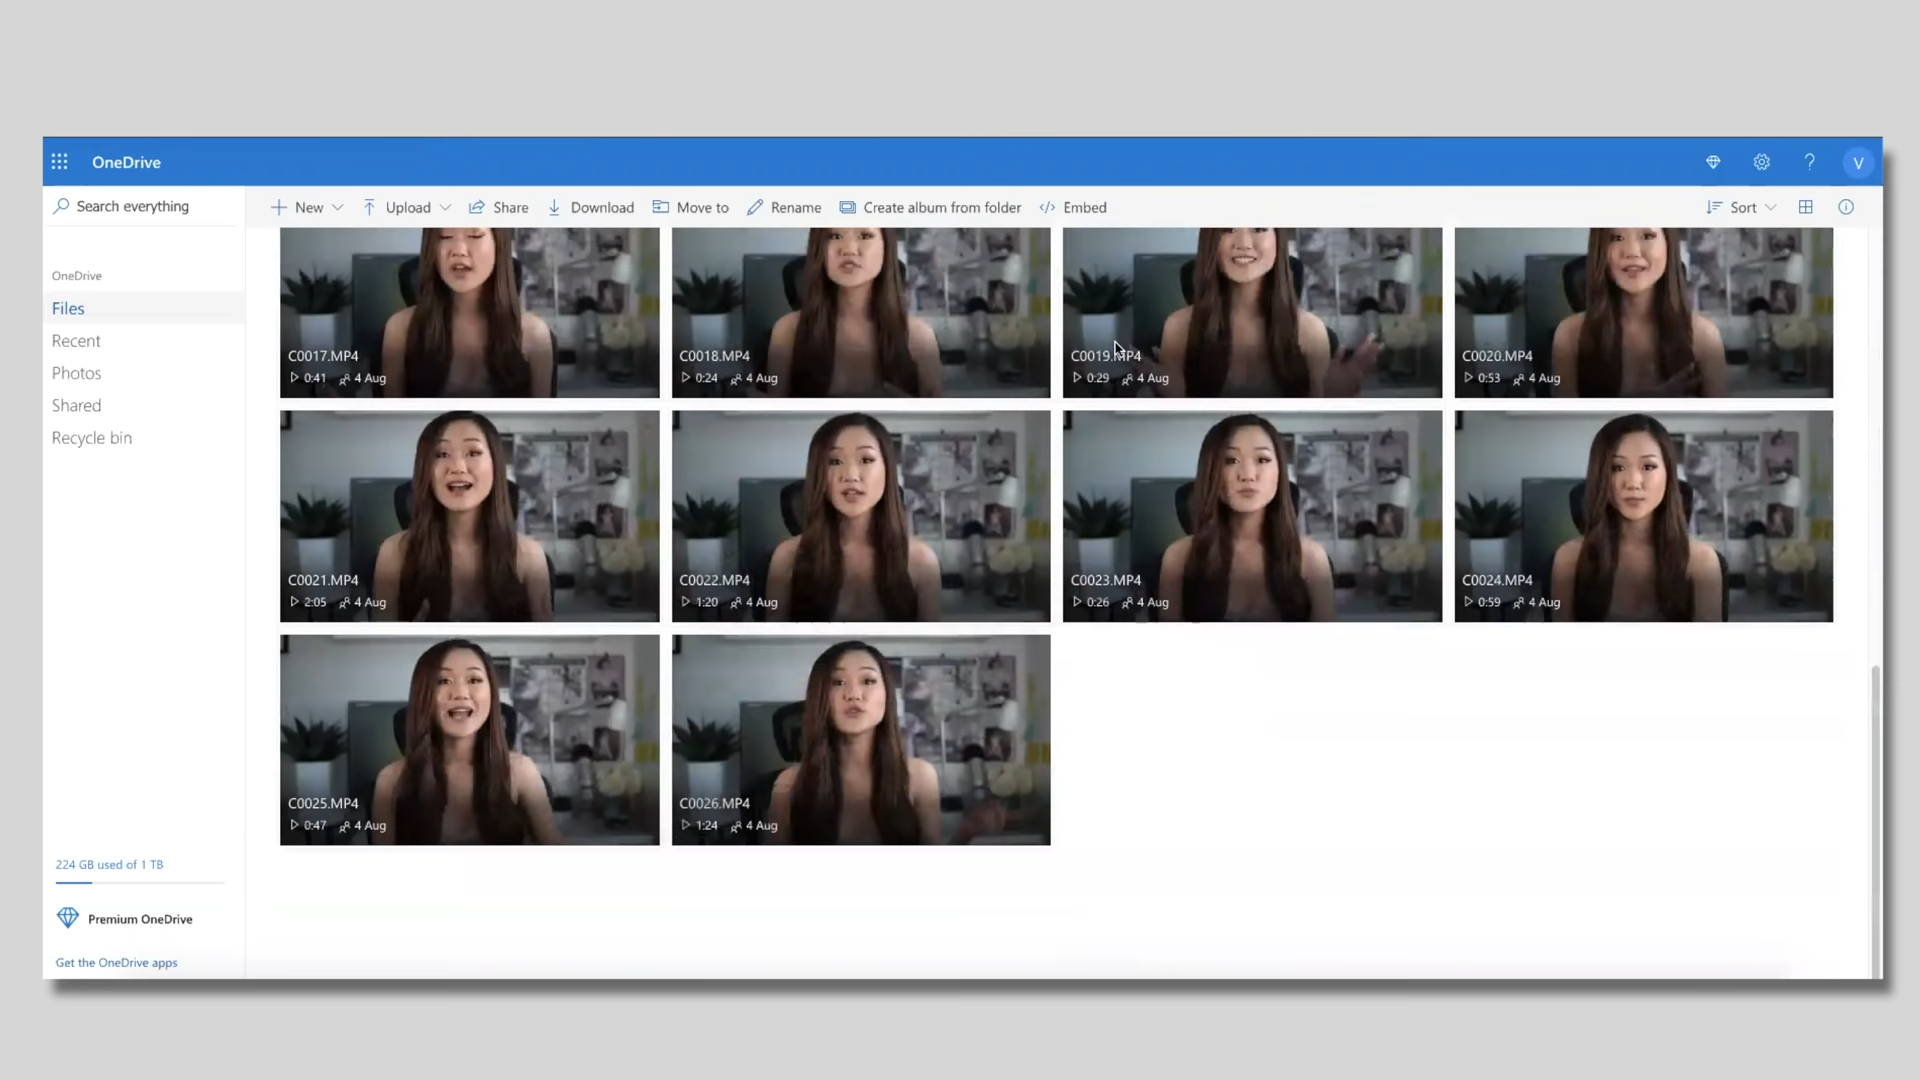 OneDrive
V
Search everything
New
Upload
Share
Download
Move to
Rename
Create album from folder
Embed
Sort
OneDrive
Files
Recent
Photos
Shared
Recycle bin
C0017.MP4
0:41 4 Aug
C0018.MP4
0:24 4 Aug
C0019.MP4
0:29 4 Aug
C0020.MP4
0:53 4 Aug
C0021.MP4
2:05 4 Aug
C0022.MP4
1:20 4 Aug
C0023.MP4
0:26 4 Aug
C0024.MP4
0:59 4 Aug
C0025.MP4
0:47 4 Aug
C0026.MP4
1:24 4 Aug
224 GB used of 1 TB
Premium OneDrive
Get the OneDrive apps